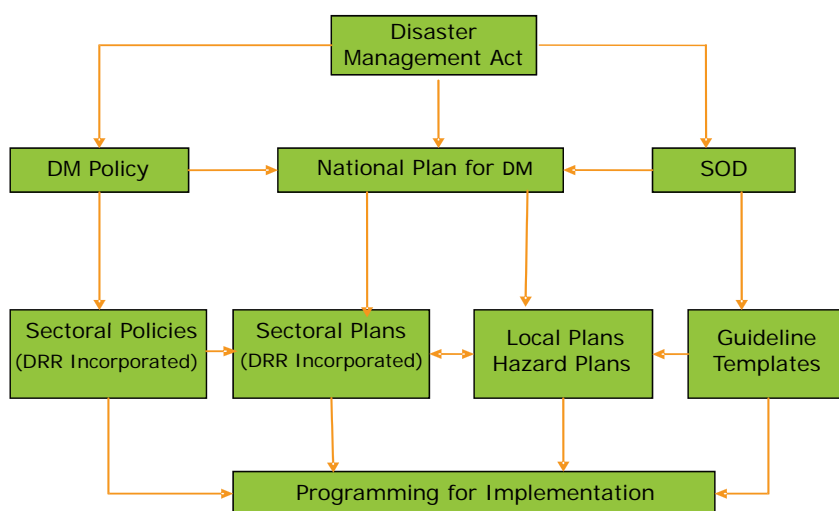 Disaster
Management Act
DM Policy
National Plan for DM
SOD
Sectoral Policies
(DRR Incorporated)
Sectoral Plans
(DRR Incorporated)
Local Plans
Hazard Plans
Guideline
Templates
Programming for Implementation